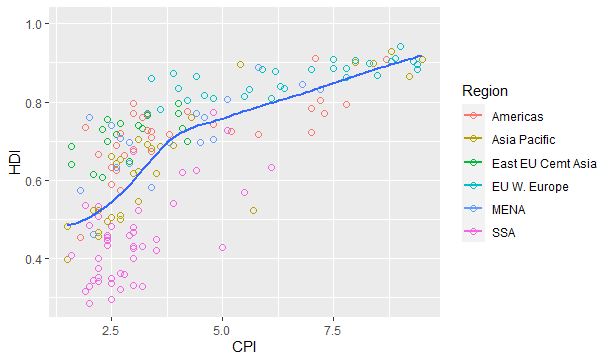 1.0
0.8
0.6
0.4
HDI
2.5
5.0
7.5
CPI
Region
Americas
Asia Pacific
East EU Cemt Asia
EU W. Europe
MENA
SSA